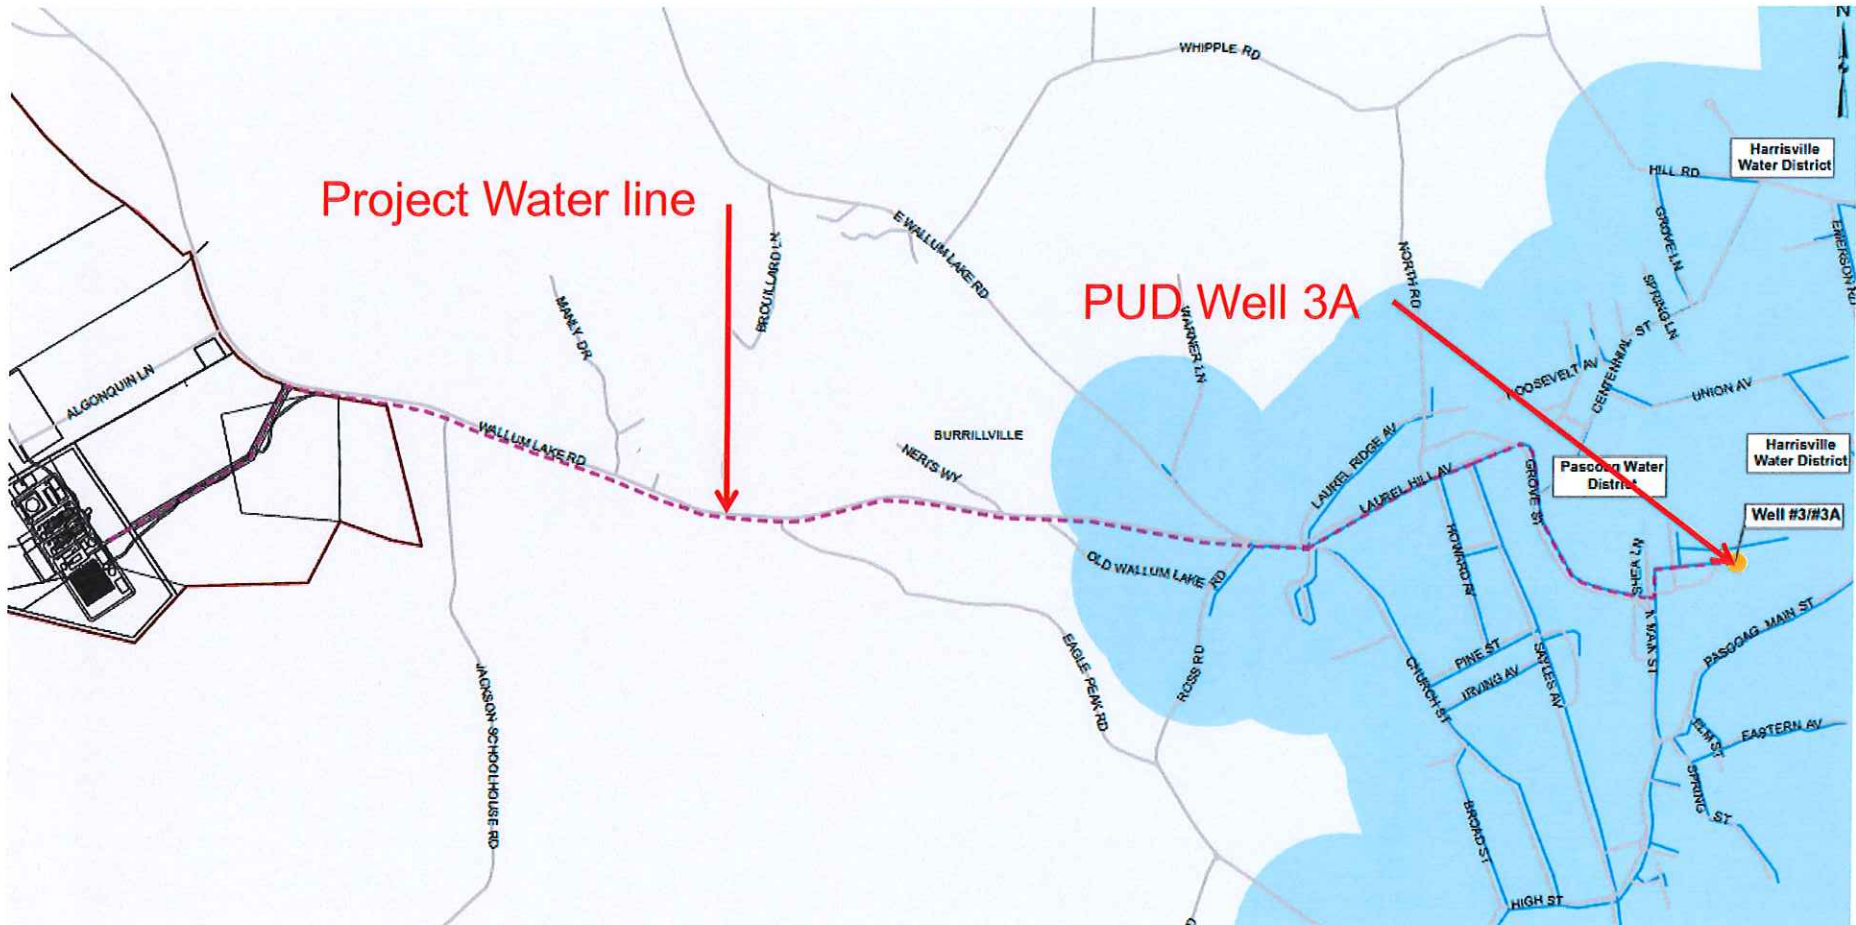 N
WHIPPLE RD
Harrisville
Water District
HILL RD
Project Water line
GROVE LN
EMERSON RD
E WALLUM LAKE RD
BROUILLARD LN
NORTH RD
SPRING LN
PUD Well 3A
MANLY DR
WARNER LN
CENTENNIAL ST
ROOSEVELT AV
UNION AV
ALGONQUIN LN
WALLUM LAKE RD
BURRILLVILLE
NERI'S WY
LAUREL RIDGE AV
LAUREL HILL AV
GROVE ST
Harrisville
Water District
Pascoag Water
District
Well #3/#3A
OLD WALLUM LAKE RD
HOWARD AV
SHEA LN
N MAIN ST
PASCOAG MAIN ST
EAGLE PEAK RD
ROSS RD
PINE ST
IRVING AV
SAYLES AV
CHURCH ST
ELM ST
EASTERN AV
JACKSON SCHOOLHOUSE RD
SPRING ST
BROAD ST
HIGH ST